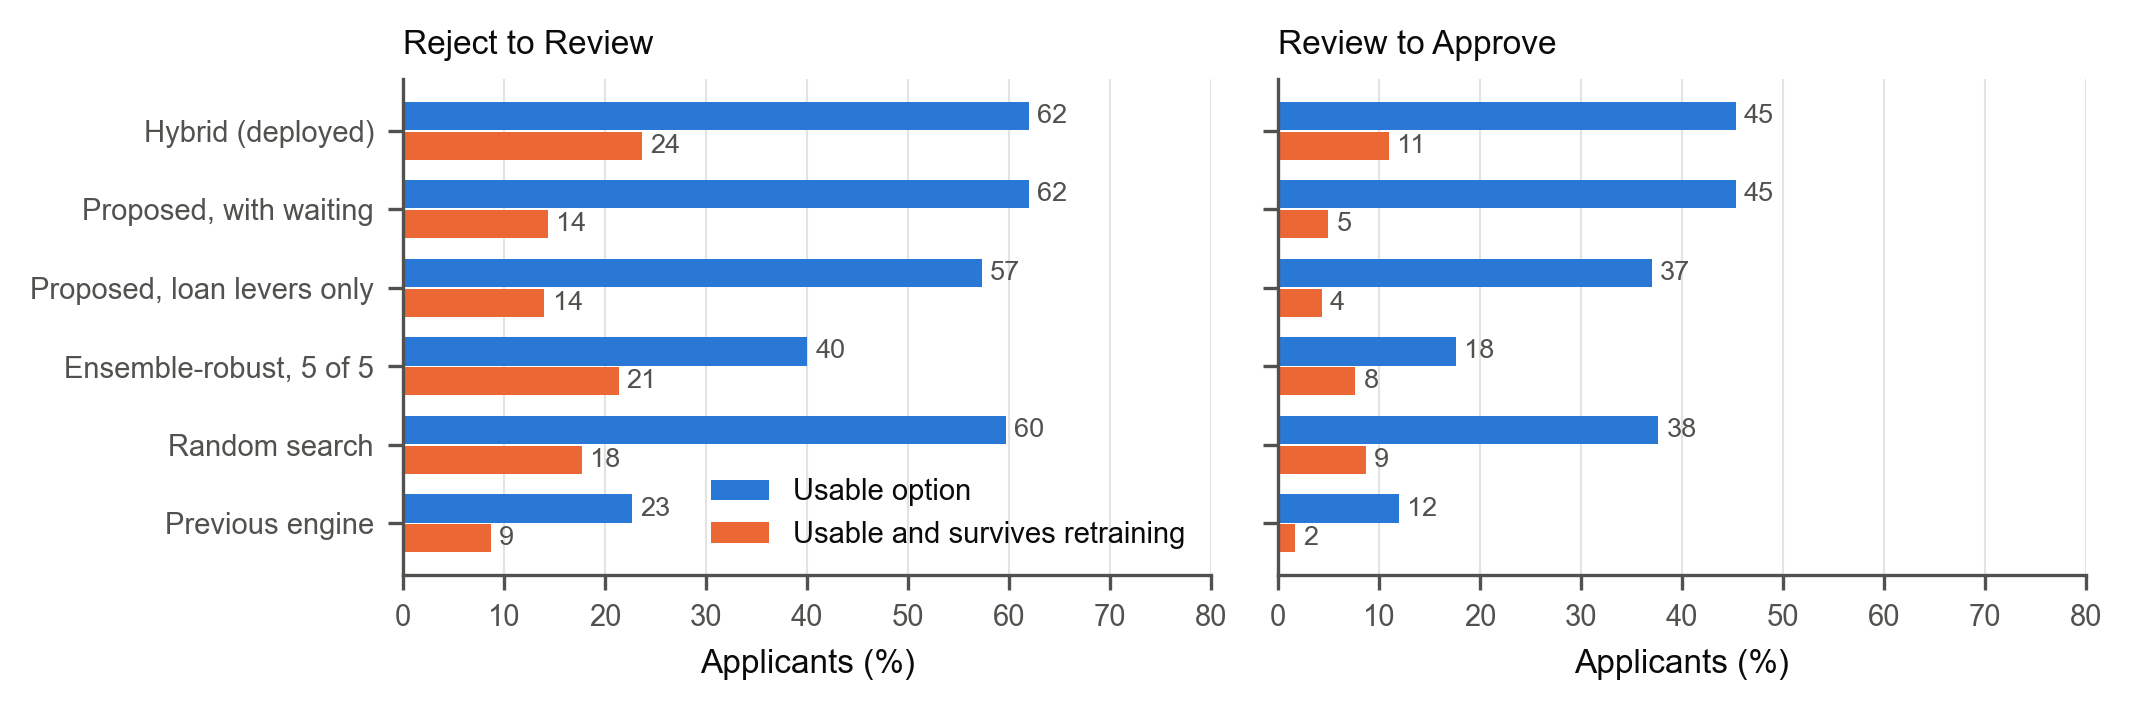 Reject to Review
Review to Approve
Hybrid (deployed)
62
24
45
11
Proposed, with waiting
62
14
45
5
Proposed, loan levers only
57
14
37
4
Ensemble-robust, 5 of 5
40
21
18
8
Random search
60
18
38
9
Previous engine
23
9
12
2
Usable option
Usable and survives retraining
0 10 20 30 40 50 60 70 80
0 10 20 30 40 50 60 70 80
Applicants (%)
Applicants (%)